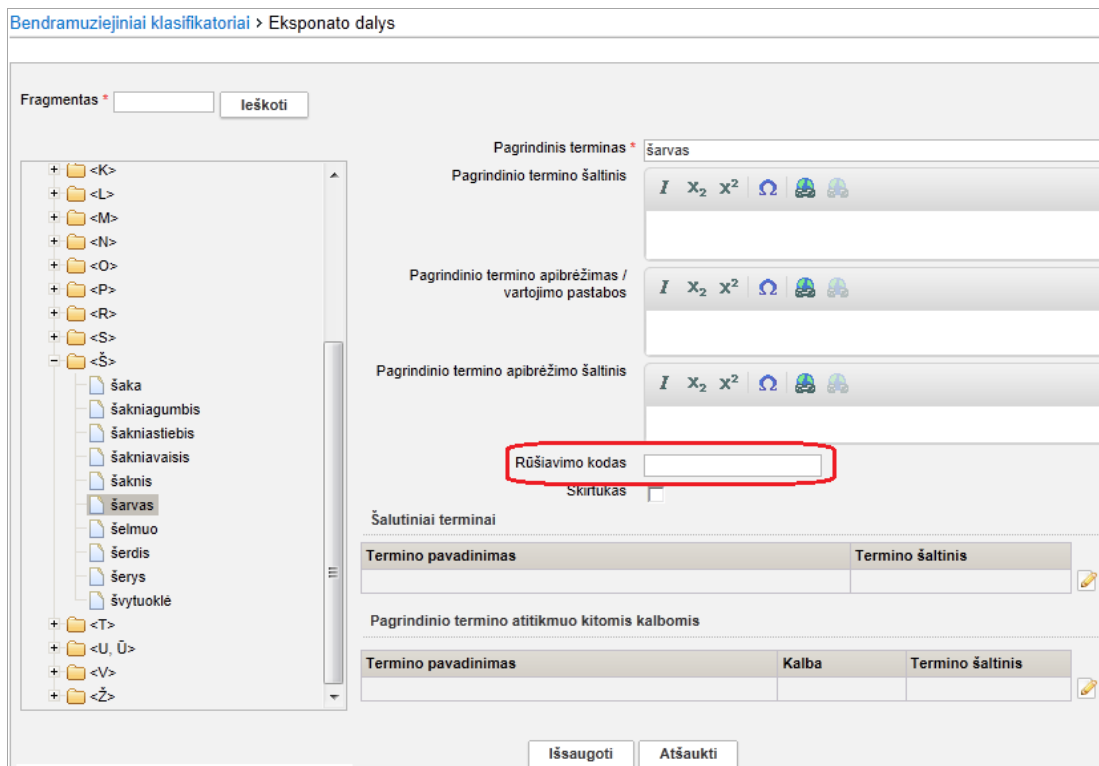 Bendramuziejiniai klasifikatoriai > Eksponato dalys
Fragmentas *
Ieškoti
<K>
<L>
<M>
<N>
<O>
<P>
<R>
<S>
<Š>
šaka
šakniagumbis
šakniastiebis
šakniavaisis
šaknis
šarvas
šelmuo
šerdis
šerys
švytuoklė
<T>
<U, Ū>
<V>
<Ž>
Pagrindinis terminas * šarvas
Pagrindinio termino šaltinis
I X₂ X² Ω
Pagrindinio termino apibrėžimas /
vartojimo pastabos
I X₂ X² Ω
Pagrindinio termino apibrėžimo šaltinis
I X₂ X² Ω
Rūšiavimo kodas
Skirtukas
Šalutiniai terminai
Termino pavadinimas Termino šaltinis
Pagrindinio termino atitikmuo kitomis kalbomis
Termino pavadinimas Kalba Termino šaltinis
Išsaugoti Atšaukti